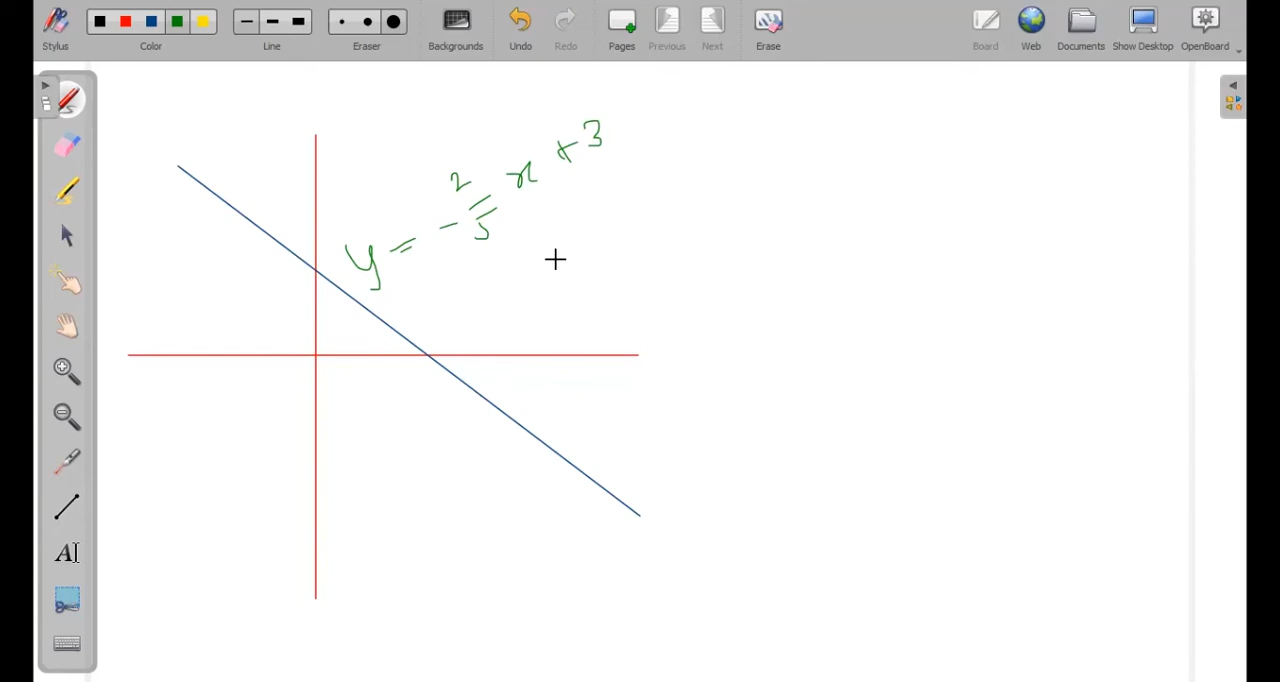 Stylus
Color
Line
Eraser
Backgrounds
Undo
Redo
Pages
Previous
Next
Erase
Board
Web
Documents
Show Desktop
OpenBoard
y = -2/5 x + 3
A